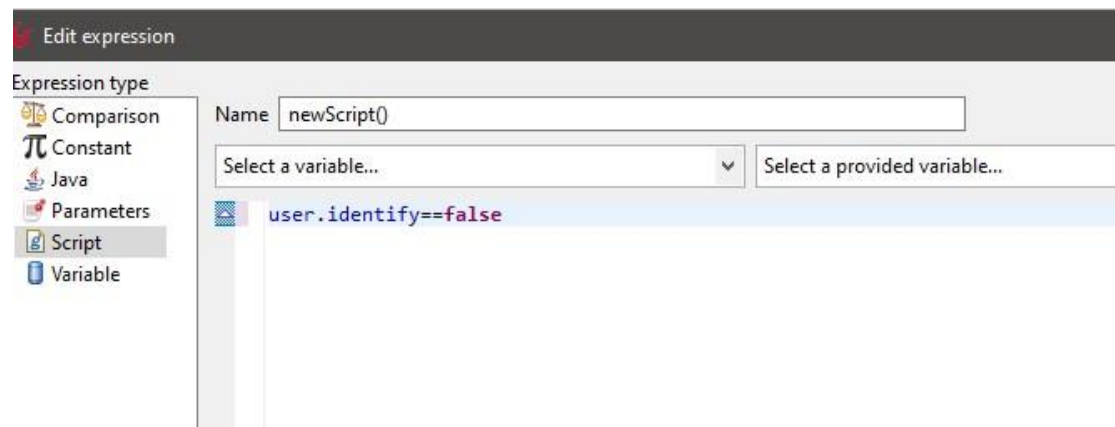 Edit expression
Expression type
Comparison
Constant
Java
Parameters
Script
Variable
Name newScript()
Select a variable... Select a provided variable...
user.identify==false